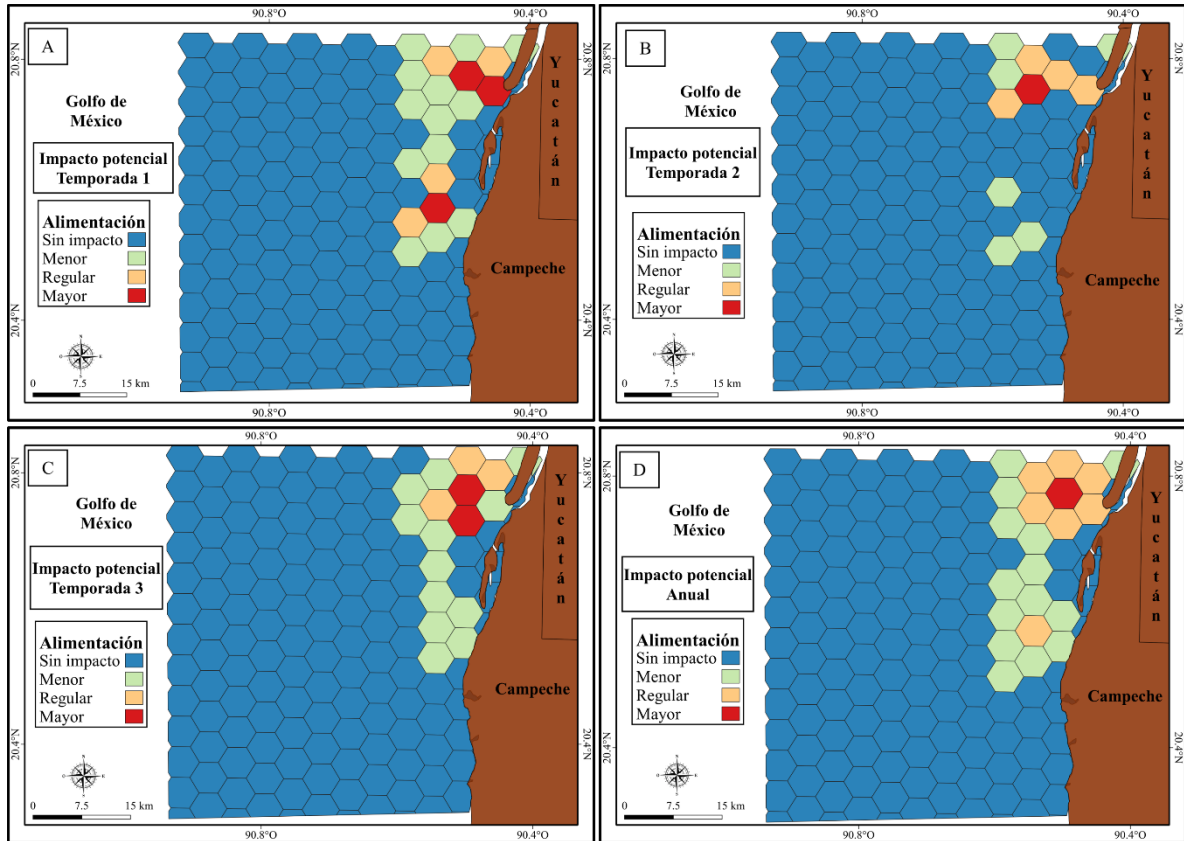 A
90.8°O
90.4°O
20.8°N
20.8°N
Golfo de
México
Impacto potencial
Temporada 1
Alimentación
Sin impacto
Menor
Regular
Mayor
Yucatán
Campeche
20.4°N
20.4°N
N
O
E
S
0 7.5 15 km
90.8°O
90.4°O
B
90.8°O
90.4°O
20.8°N
20.8°N
Golfo de
México
Impacto potencial
Temporada 2
Alimentación
Sin impacto
Menor
Regular
Mayor
Yucatán
Campeche
20.4°N
20.4°N
N
O
E
S
0 7.5 15 km
90.8°O
90.4°O
C
90.8°O
90.4°O
20.8°N
20.8°N
Golfo de
México
Impacto potencial
Temporada 3
Alimentación
Sin impacto
Menor
Regular
Mayor
Yucatán
Campeche
20.4°N
20.4°N
N
O
E
S
0 7.5 15 km
90.8°O
90.4°O
D
90.8°O
90.4°O
20.8°N
20.8°N
Golfo de
México
Impacto potencial
Anual
Alimentación
Sin impacto
Menor
Regular
Mayor
Yucatán
Campeche
20.4°N
20.4°N
N
O
E
S
0 7.5 15 km
90.8°O
90.4°O